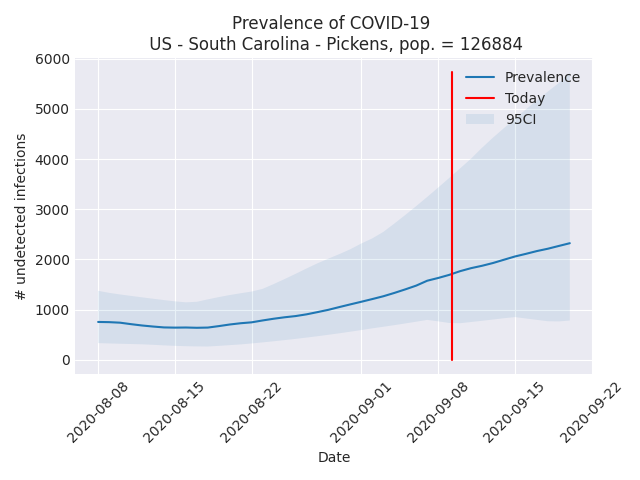 Prevalence of COVID-19
US - South Carolina - Pickens, pop. = 126884
6000
5000
4000
3000
2000
1000
0
# undetected infections
Prevalence
Today
95CI
2020-08-08
2020-08-15
2020-08-22
2020-09-01
2020-09-08
2020-09-15
2020-09-22
Date